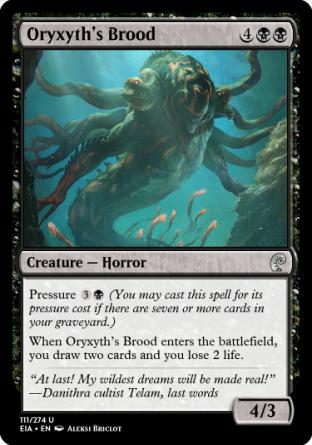 Oryxyth's Brood 4
Creature — Horror
Pressure 3 (You may cast this spell for its
pressure cost if there are seven or more cards in
your graveyard.)
When Oryxyth's Brood enters the battlefield,
you draw two cards and you lose 2 life.
"At last! My wildest dreams will be made real!"
—Danithra cultist Telam, last words
4/3
111/274 U
EIA • EN Aleksi Briclot